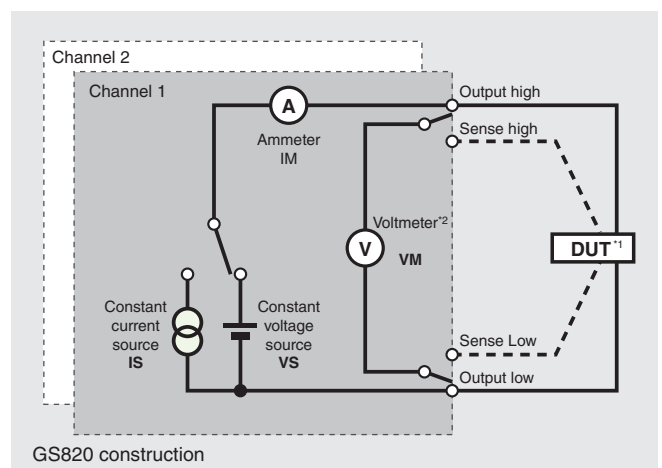 Channel 2
Channel 1
A
Ammeter
IM
Output high
Sense high
Voltmeter*2
V
VM
DUT*1
Constant
current
source
IS
Constant
voltage
source
VS
Sense Low
Output low
GS820 construction